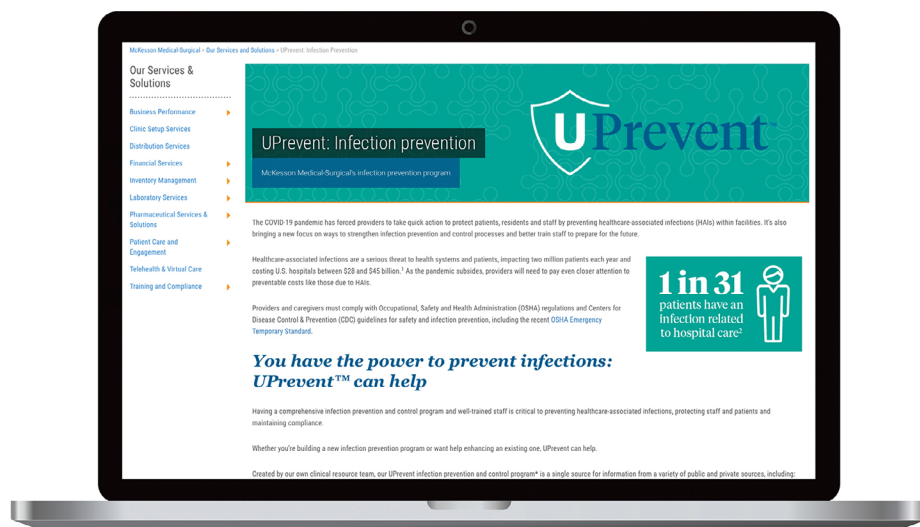 McKesson Medical-Surgical > Our Services and Solutions > UPrevent: Infection Prevention
Our Services &
Solutions
Business Performance
Clinic Setup Services
Distribution Services
Financial Services
Inventory Management
Laboratory Services
Pharmaceutical Services &
Solutions
Patient Care and
Engagement
Telehealth & Virtual Care
Training and Compliance
UPrevent: Infection prevention
McKesson Medical-Surgical's infection prevention program
UPrevent™
The COVID-19 pandemic has forced providers to take quick action to protect patients, residents and staff by preventing healthcare-associated infections (HAIs) within facilities. It's also
bringing a new focus on ways to strengthen infection prevention and control processes and better train staff to prepare for the future.
Healthcare-associated infections are a serious threat to health systems and patients, impacting two million patients each year and
costing U.S. hospitals between $28 and $45 billion.¹ As the pandemic subsides, providers will need to pay even closer attention to
preventable costs like those due to HAIs.
Providers and caregivers must comply with Occupational, Safety and Health Administration (OSHA) regulations and Centers for
Disease Control & Prevention (CDC) guidelines for safety and infection prevention, including the recent OSHA Emergency
Temporary Standard.
1 in 31
patients have an
infection related
to hospital care²
You have the power to prevent infections:
UPrevent™ can help
Having a comprehensive infection prevention and control program and well-trained staff is critical to preventing healthcare-associated infections, protecting staff and patients and
maintaining compliance.
Whether you're building a new infection prevention program or want help enhancing an existing one, UPrevent can help.
Created by our own clinical resource team, our UPrevent infection prevention and control program* is a single source for information from a variety of public and private sources, including: